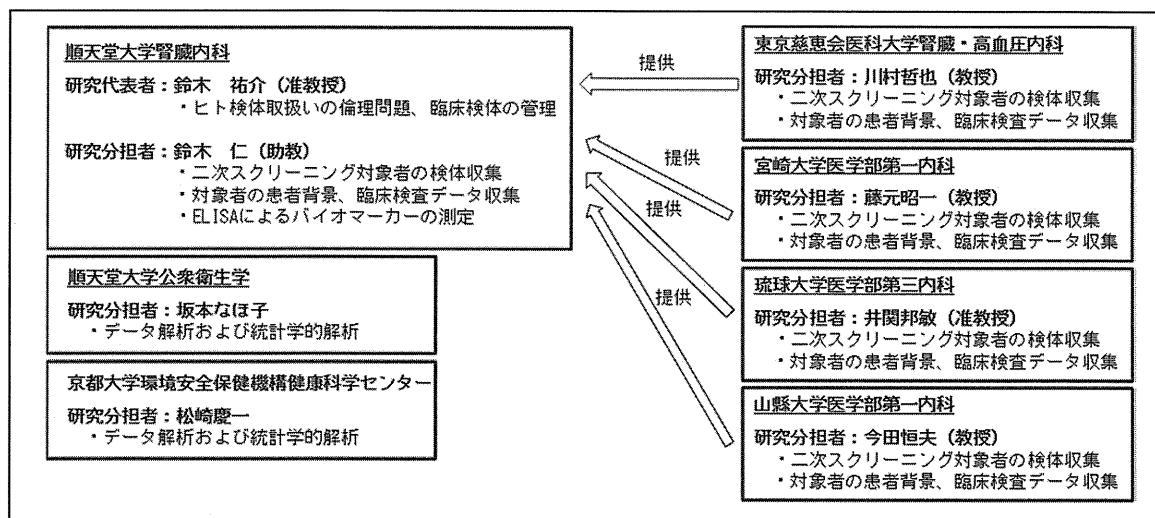 順天堂大学腎臓内科
研究代表者：鈴木　祐介（准教授）
・ヒト検体取扱いの倫理問題、臨床検体の管理
研究分担者：鈴木　仁（助教）
・二次スクリーニング対象者の検体収集
・対象者の患者背景、臨床検査データ収集
・ELISAによるバイオマーカーの測定
順天堂大学公衆衛生学
研究分担者：坂本なほ子
・データ解析および統計学的解析
京都大学環境安全保健機構健康科学センター
研究分担者：松崎慶一
・データ解析および統計学的解析
提供
提供
提供
提供
東京慈恵会医科大学腎臓・高血圧内科
研究分担者：川村哲也（教授）
・二次スクリーニング対象者の検体収集
・対象者の患者背景、臨床検査データ収集
宮崎大学医学部第一内科
研究分担者：藤元昭一（教授）
・二次スクリーニング対象者の検体収集
・対象者の患者背景、臨床検査データ収集
琉球大学医学部第三内科
研究分担者：井関邦敏（准教授）
・二次スクリーニング対象者の検体収集
・対象者の患者背景、臨床検査データ収集
山縣大学医学部第一内科
研究分担者：今田恒夫（教授）
・二次スクリーニング対象者の検体収集
・対象者の患者背景、臨床検査データ収集